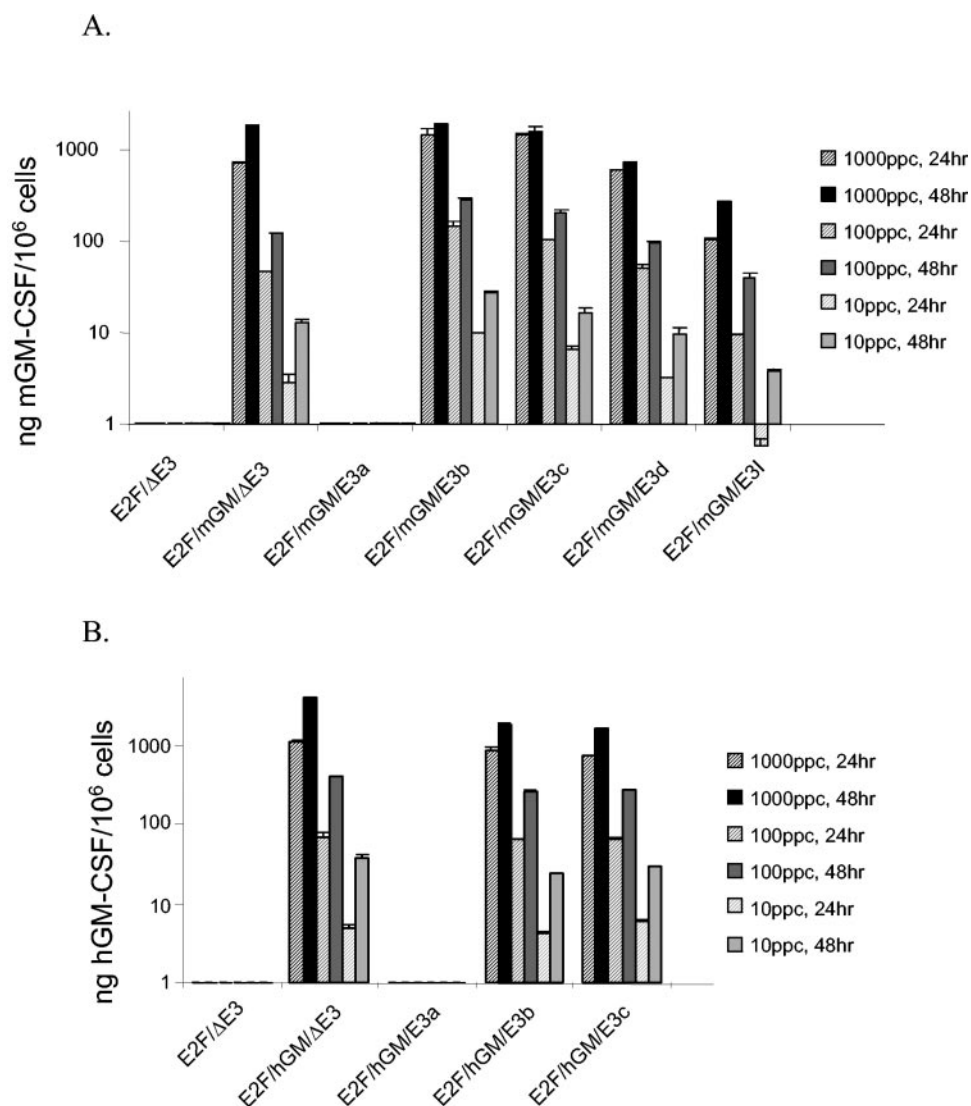 A.
ng mGM-CSF/10⁶ cells
1000
100
10
1
E2F/ΔE3
E2F/mGM/ΔE3
E2F/mGM/E3a
E2F/mGM/E3b
E2F/mGM/E3c
E2F/mGM/E3d
E2F/mGM/E3I
1000ppc, 24hr
1000ppc, 48hr
100ppc, 24hr
100ppc, 48hr
10ppc, 24hr
10ppc, 48hr
B.
ng hGM-CSF/10⁶ cells
1000
100
10
1
E2F/ΔE3
E2F/hGM/ΔE3
E2F/hGM/E3a
E2F/hGM/E3b
E2F/hGM/E3c
1000ppc, 24hr
1000ppc, 48hr
100ppc, 24hr
100ppc, 48hr
10ppc, 24hr
10ppc, 48hr